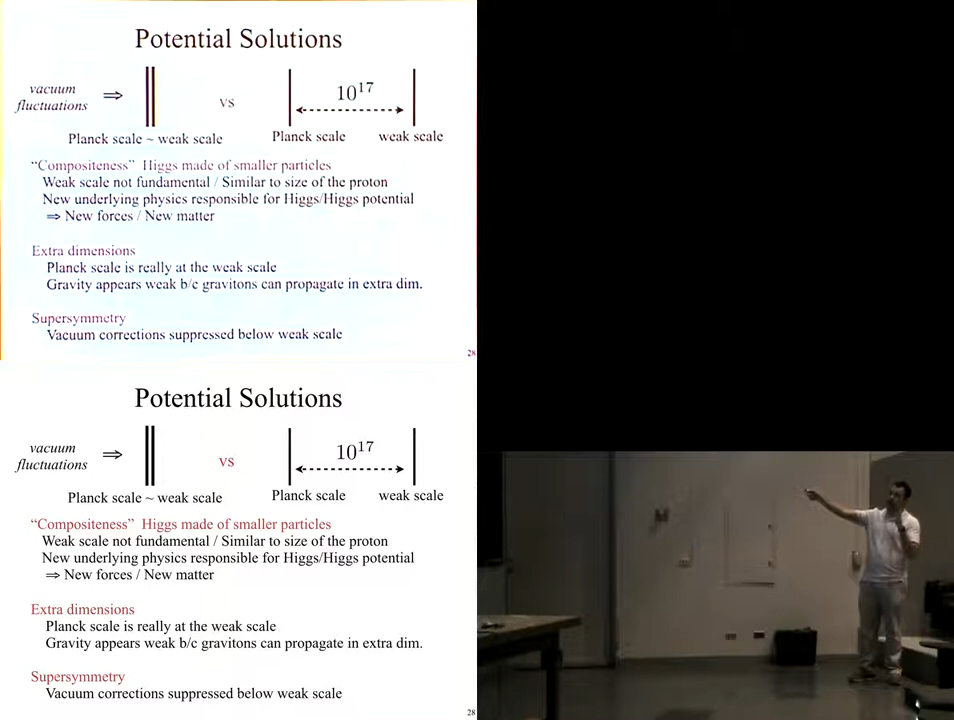 Potential Solutions
vacuum
fluctuations
⇒
vs
10^17
Planck scale ~ weak scale
Planck scale
weak scale
“Compositeness” Higgs made of smaller particles
Weak scale not fundamental / Similar to size of the proton
New underlying physics responsible for Higgs/Higgs potential
⇒ New forces / New matter
Extra dimensions
Planck scale is really at the weak scale
Gravity appears weak b/c gravitons can propagate in extra dim.
Supersymmetry
Vacuum corrections suppressed below weak scale
28
Potential Solutions
vacuum
fluctuations
⇒
vs
10^17
Planck scale ~ weak scale
Planck scale
weak scale
“Compositeness” Higgs made of smaller particles
Weak scale not fundamental / Similar to size of the proton
New underlying physics responsible for Higgs/Higgs potential
⇒ New forces / New matter
Extra dimensions
Planck scale is really at the weak scale
Gravity appears weak b/c gravitons can propagate in extra dim.
Supersymmetry
Vacuum corrections suppressed below weak scale
28